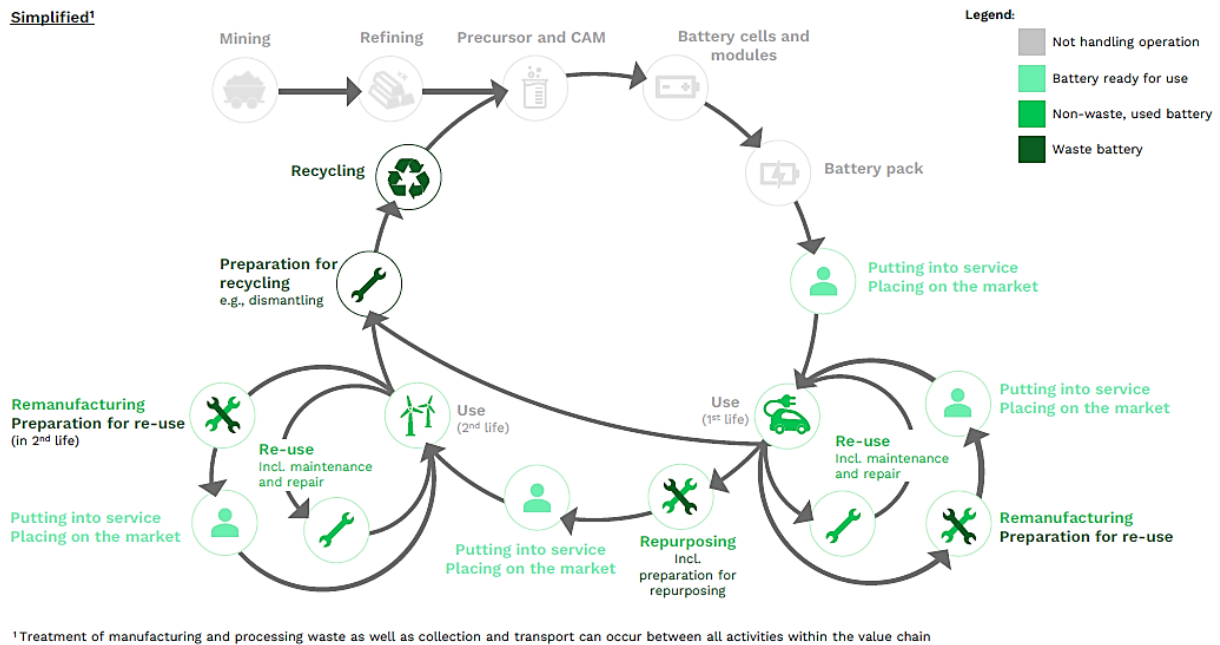 Simplified¹
Legend:
Not handling operation
Battery ready for use
Non-waste, used battery
Waste battery
Mining
Refining
Precursor and CAM
Battery cells and
modules
Battery pack
Recycling
Preparation for
recycling
e.g., dismantling
Putting into service
Placing on the market
Remanufacturing
Preparation for re-use
(in 2nd life)
Re-use
Incl. maintenance
and repair
Use
(2nd life)
Putting into service
Placing on the market
Putting into service
Placing on the market
Repurposing
Incl.
preparation for
repurposing
Use
(1st life)
Re-use
Incl. maintenance
and repair
Putting into service
Placing on the market
Remanufacturing
Preparation for re-use
¹ Treatment of manufacturing and processing waste as well as collection and transport can occur between all activities within the value chain